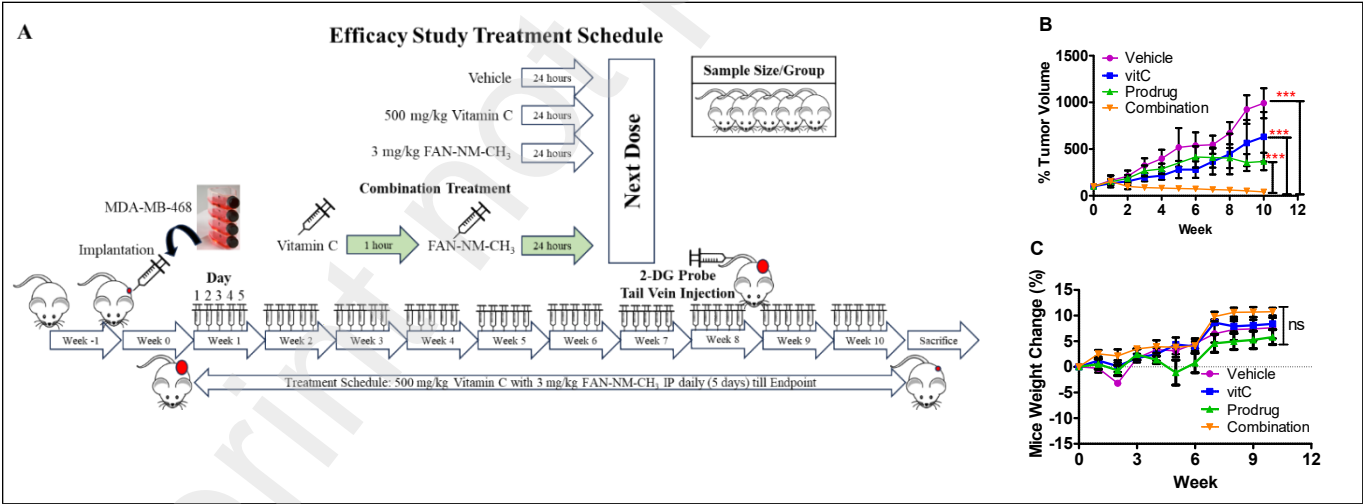 A
Efficacy Study Treatment Schedule
Vehicle
24 hours
500 mg/kg Vitamin C
24 hours
3 mg/kg FAN-NM-CH₃
24 hours
Combination Treatment
Vitamin C
1 hour
FAN-NM-CH₃
24 hours
Next Dose
Sample Size/Group
MDA-MB-468
Implantation
Day
1 2 3 4 5
2-DG Probe
Tail Vein Injection
Week -1
Week 0
Week 1
Week 2
Week 3
Week 4
Week 5
Week 6
Week 7
Week 8
Week 9
Week 10
Sacrifice
Treatment Schedule: 500 mg/kg Vitamin C with 3 mg/kg FAN-NM-CH₃ IP daily (5 days) till Endpoint
B
% Tumor Volume
1500
1000
500
0
Vehicle
vitC
Prodrug
Combination
***
***
***
0 2 4 6 8 10 12
Week
C
Mice Weight Change (%)
15
10
5
0
-5
-10
-15
ns
Vehicle
vitC
Prodrug
Combination
0 3 6 9 12
Week